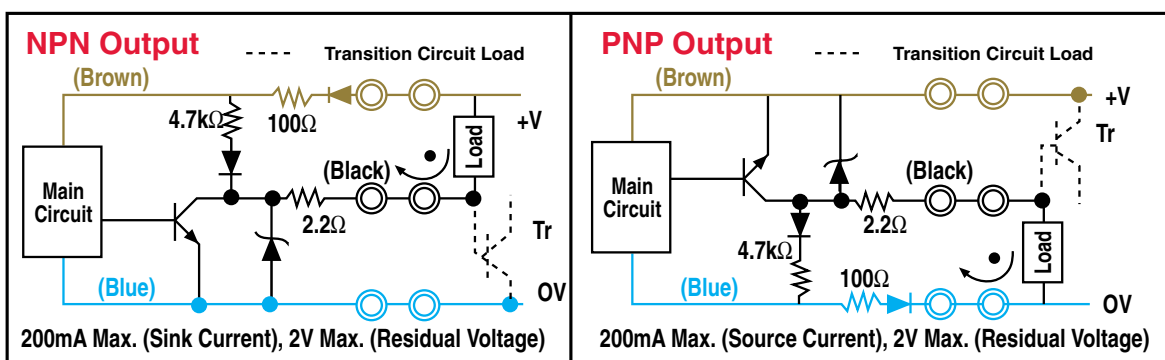 NPN Output
Transition Circuit Load
(Brown)
4.7kΩ
100Ω
+V
Load
Main
Circuit
(Black)
2.2Ω
Tr
(Blue)
OV
200mA Max. (Sink Current), 2V Max. (Residual Voltage)
PNP Output
Transition Circuit Load
(Brown)
+V
Tr
Main
Circuit
(Black)
2.2Ω
4.7kΩ
Load
100Ω
(Blue)
OV
200mA Max. (Source Current), 2V Max. (Residual Voltage)